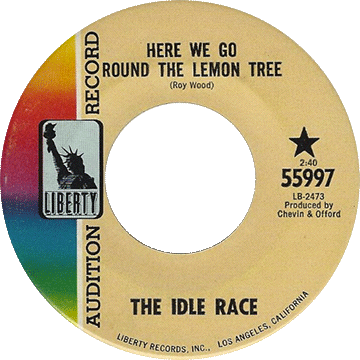 HERE WE GO
ROUND THE LEMON TREE
(Roy Wood)
AUDITION RECORD
LIBERTY
2:40
55997
LB-2473
Produced by
Chevin & Offord
THE IDLE RACE
LIBERTY RECORDS, INC., LOS ANGELES, CALIFORNIA